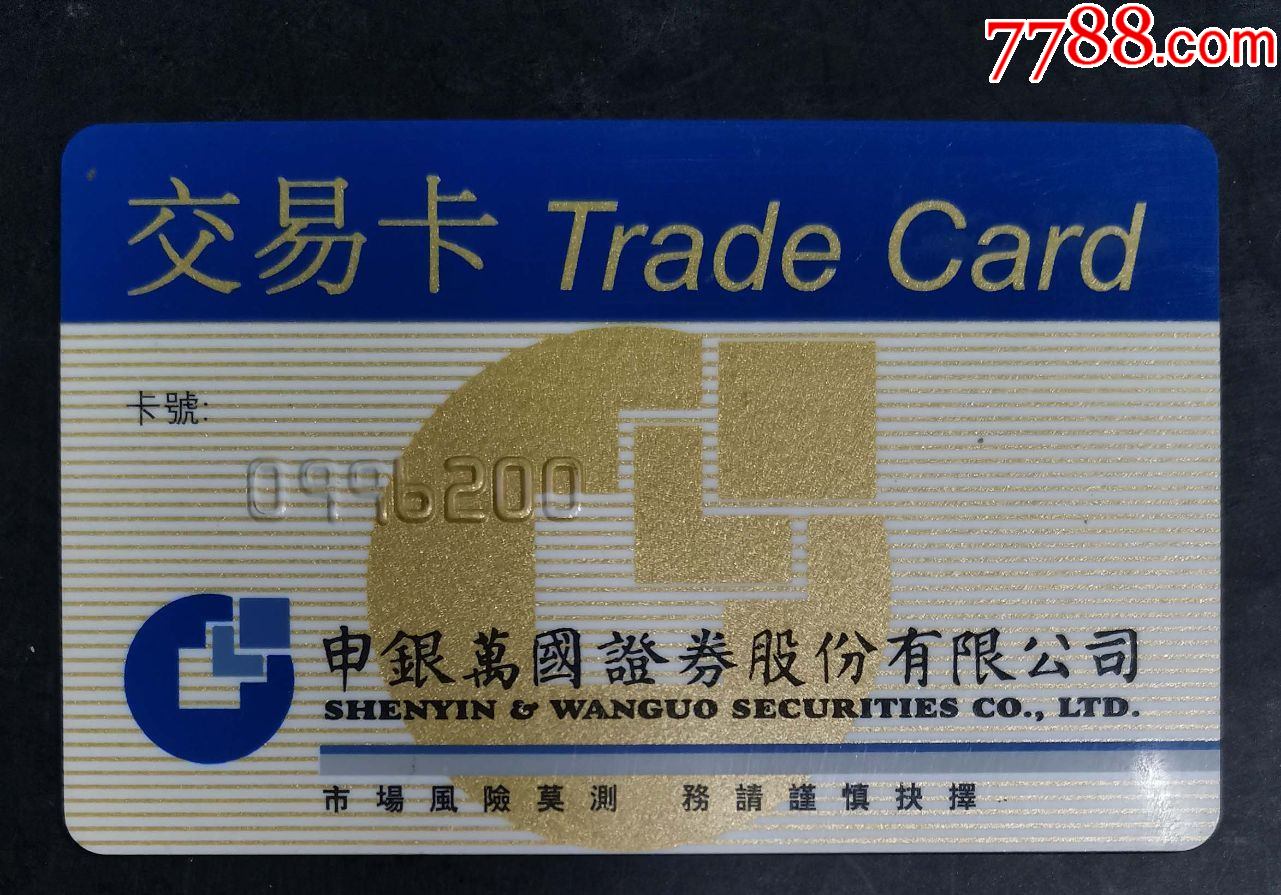 7788.com
交易卡 Trade Card
卡號:
0996200
申銀萬國證券股份有限公司
SHENYIN & WANGUO SECURITIES CO., LTD.
市場風險莫測 務請謹慎抉擇